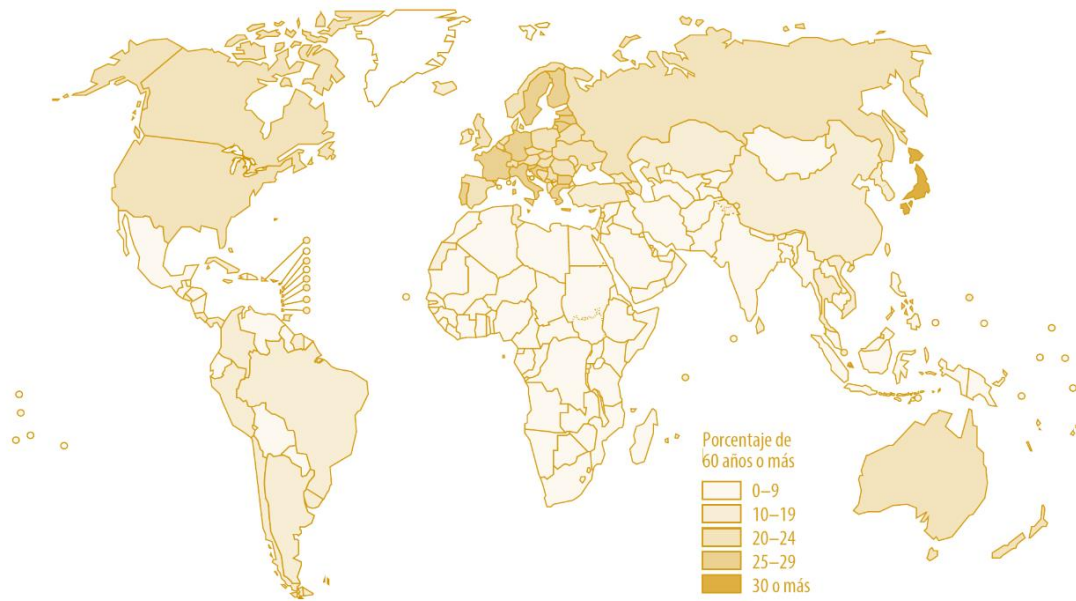 Porcentaje de
60 años o más
0–9
10–19
20–24
25–29
30 o más